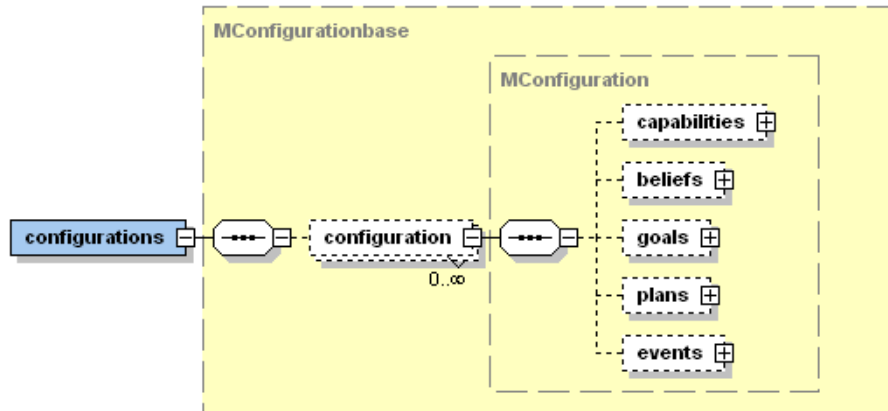 MConfigurationbase
MConfiguration
capabilities
beliefs
configurations
configuration
goals
0..∞
plans
events